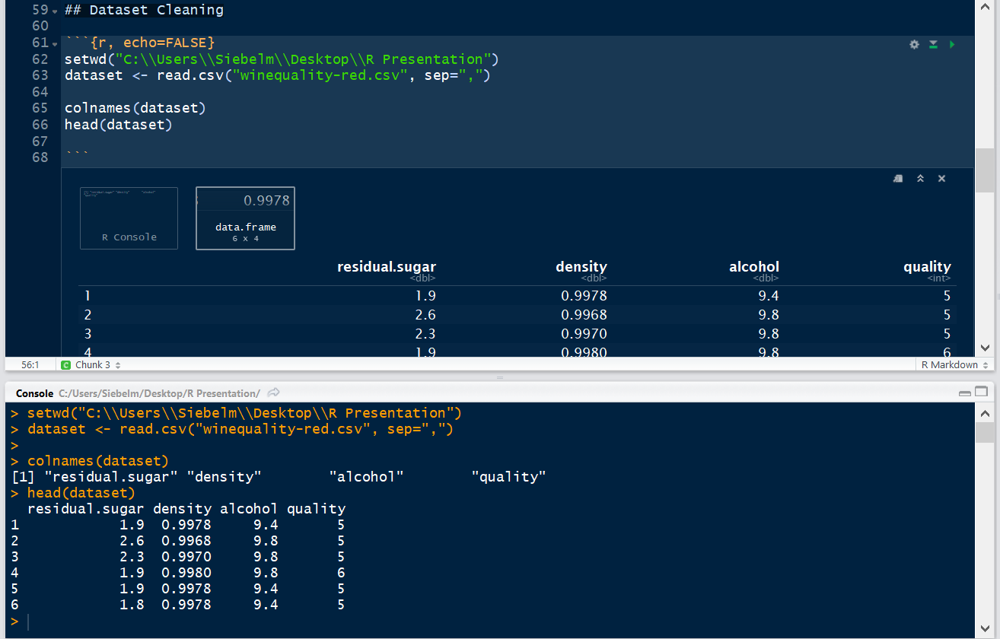 59 ## Dataset Cleaning
60
61 ```{r, echo=FALSE}
62 setwd("C:\\Users\\Siebelm\\Desktop\\R Presentation")
63 dataset <- read.csv("winequality-red.csv", sep=",")
64
65 colnames(dataset)
66 head(dataset)
67
68 ```
[1] "residual.sugar" "density" "alcohol"
"quality"
R Console
0.9978
data.frame
6 x 4
residual.sugar density alcohol quality
<dbl> <dbl> <dbl> <int>
1 1.9 0.9978 9.4 5
2 2.6 0.9968 9.8 5
3 2.3 0.9970 9.8 5
4 1.9 0.9980 9.8 6
56:1 C Chunk 3 R Markdown
Console C:/Users/Siebelm/Desktop/R Presentation/
> setwd("C:\\Users\\Siebelm\\Desktop\\R Presentation")
> dataset <- read.csv("winequality-red.csv", sep=",")
>
> colnames(dataset)
[1] "residual.sugar" "density" "alcohol" "quality"
> head(dataset)
residual.sugar density alcohol quality
1 1.9 0.9978 9.4 5
2 2.6 0.9968 9.8 5
3 2.3 0.9970 9.8 5
4 1.9 0.9980 9.8 6
5 1.9 0.9978 9.4 5
6 1.8 0.9978 9.4 5
>